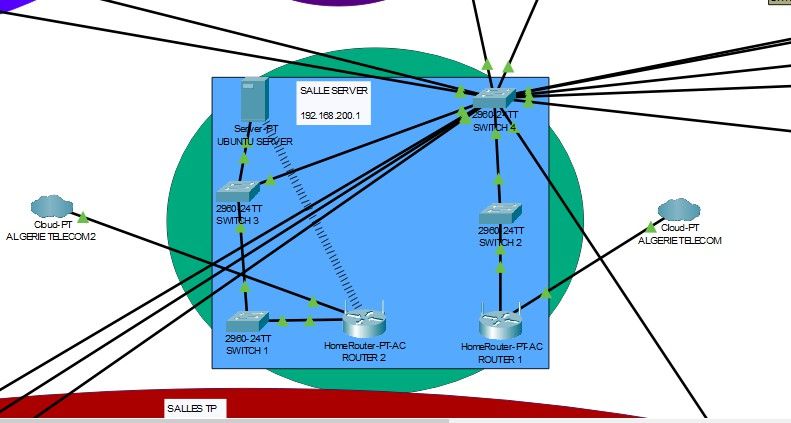 SALLE SERVER
192.168.200.1
Server-PT
UBUNTU SERVER
2960-24TT
SWITCH 4
2960-24TT
SWITCH 3
2960-24TT
SWITCH 2
Cloud-PT
ALGERIE TELECOM2
Cloud-PT
ALGERIE TELECOM
2960-24TT
SWITCH 1
HomeRouter-PT-AC
ROUTER 2
HomeRouter-PT-AC
ROUTER 1
SALLES TP